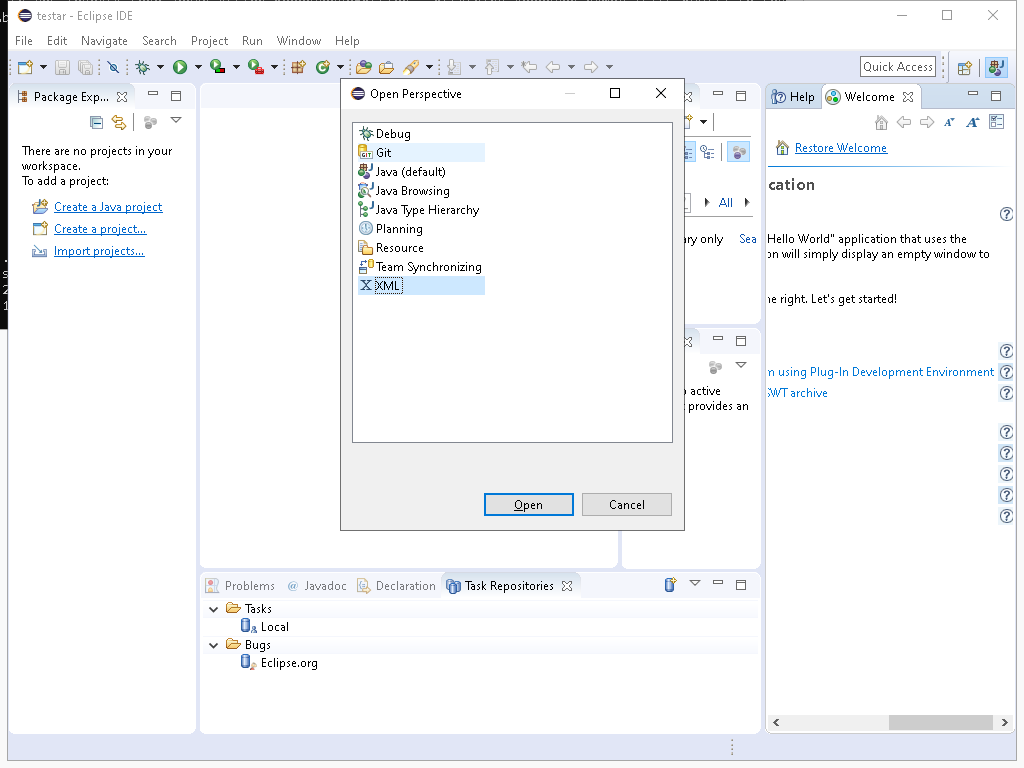 testar - Eclipse IDE
File Edit Navigate Search Project Run Window Help
Quick Access
Package Exp...
There are no projects in your
workspace.
To add a project:
Create a Java project
Create a project...
Import projects...
Open Perspective
Debug
GIT Git
Java (default)
Java Browsing
Java Type Hierarchy
Planning
Resource
Team Synchronizing
XML
Open Cancel
All
ry only Sea
active
provides an
Help Welcome
Restore Welcome
cation
Hello World" application that uses the
on will simply display an empty window to
e right. Let's get started!
n using Plug-In Development Environment
SWT archive
Problems @ Javadoc Declaration Task Repositories
Tasks
Local
Bugs
Eclipse.org